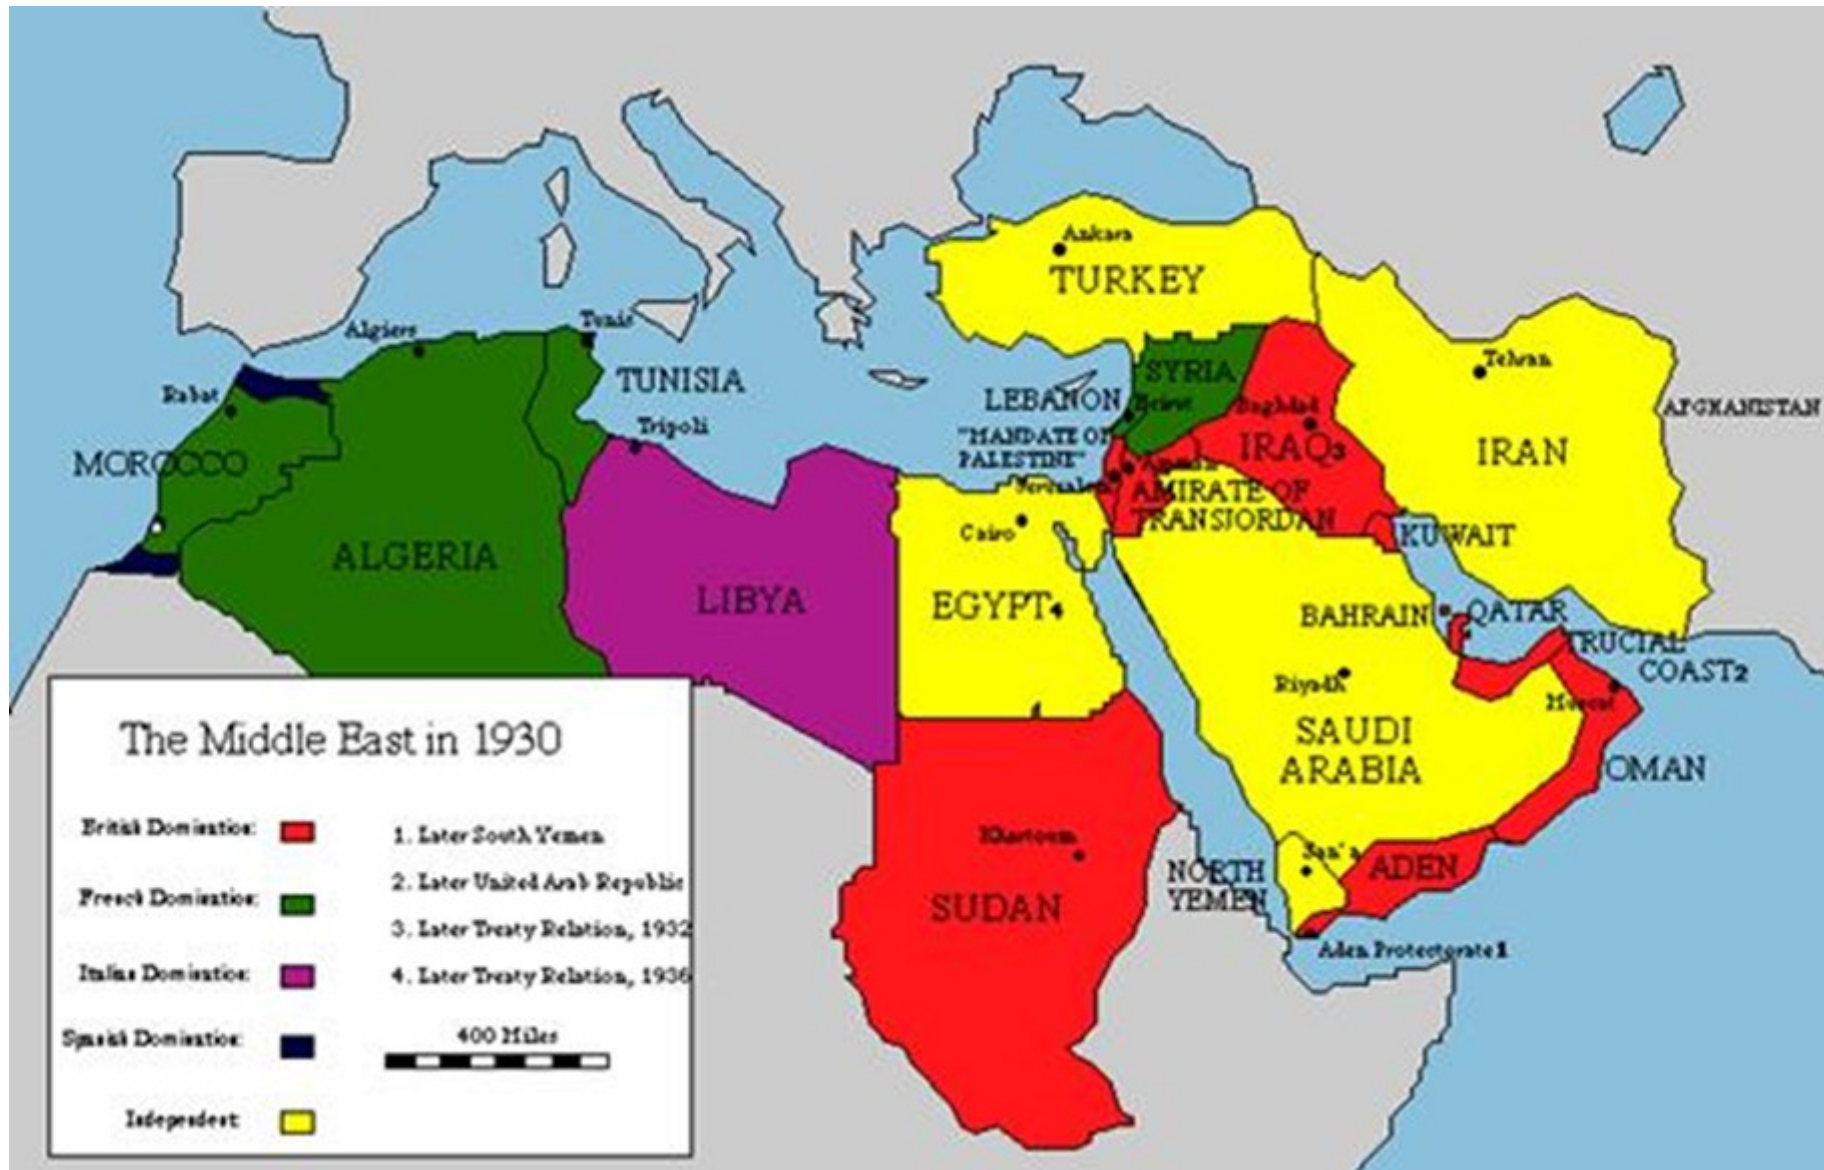 Ankara
TURKEY
Algiers
Tunis
TUNISIA
Rabat
Tripoli
MOROCCO
ALGERIA
LIBYA
SYRIA
LEBANON
Beirut
"MANDATE OF
PALESTINE"
Baghdad
IRAQ3
Tehran
IRAN
AFGHANISTAN
Amman
Jerusalem
AMIRATE OF
TRANSJORDAN
KUWAIT
Cairo
EGYPT4
BAHRAIN
QATAR
TRUCIAL
COAST2
Riyadh
Muscat
SAUDI
ARABIA
OMAN
Khartoum
SUDAN
San'a
NORTH
YEMEN
ADEN
Aden Protectorate1
The Middle East in 1930
British Domination:
French Domination:
Italian Domination:
Spanish Domination:
Independent:
1. Later South Yemen
2. Later United Arab Republic
3. Later Treaty Relation, 1932
4. Later Treaty Relation, 1936
400 Miles